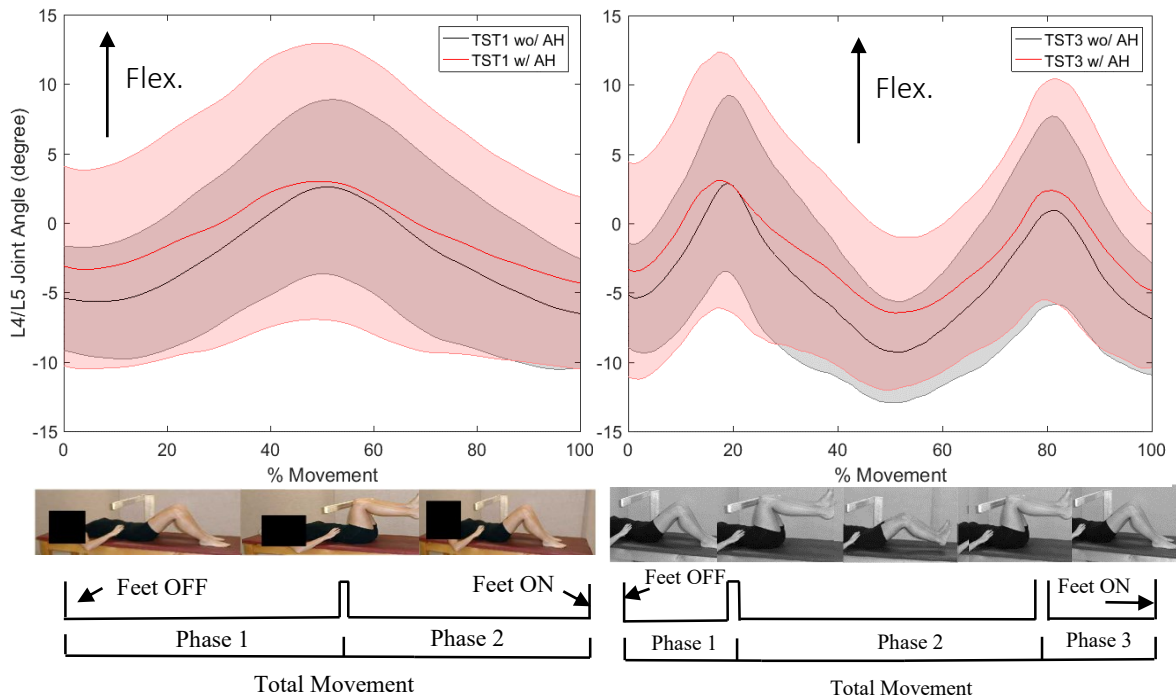 L4/L5 Joint Angle (degree)
15
10
5
0
-5
-10
-15
Flex.
TST1 wo/ AH
TST1 w/ AH
0
20
40
60
80
100
% Movement
15
10
5
0
-5
-10
-15
Flex.
TST3 wo/ AH
TST3 w/ AH
0
20
40
60
80
100
% Movement
Feet OFF
Feet ON
Phase 1
Phase 2
Total Movement
Feet OFF
Feet ON
Phase 1
Phase 2
Phase 3
Total Movement